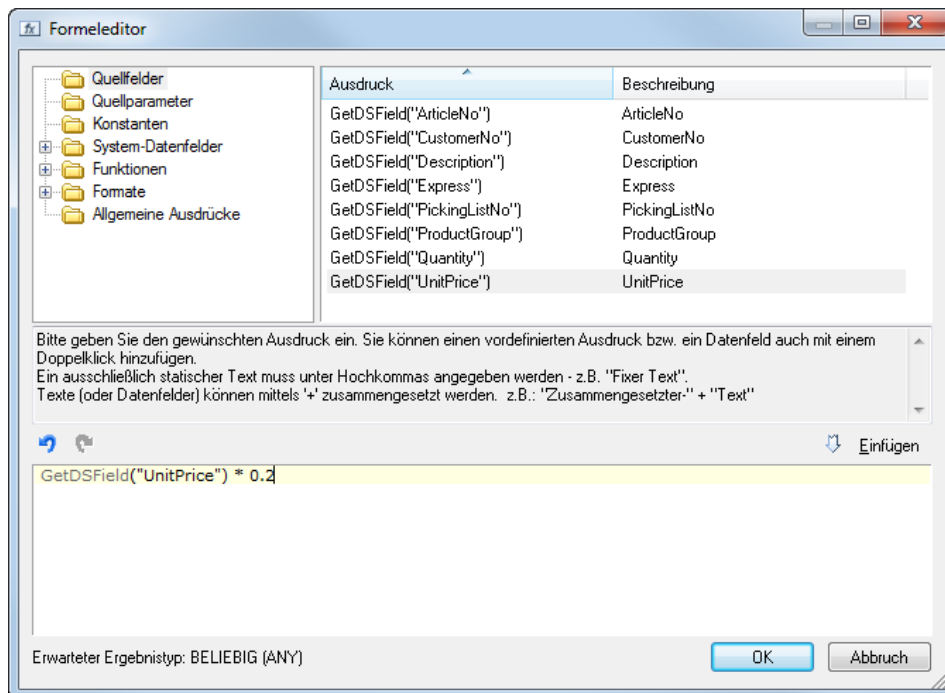 Formeleditor
Quellfelder
Quellparameter
Konstanten
System-Datenfelder
Funktionen
Formate
Allgemeine Ausdrücke
Ausdruck Beschreibung
GetDSField("ArticleNo") ArticleNo
GetDSField("CustomerNo") CustomerNo
GetDSField("Description") Description
GetDSField("Express") Express
GetDSField("PickingListNo") PickingListNo
GetDSField("ProductGroup") ProductGroup
GetDSField("Quantity") Quantity
GetDSField("UnitPrice") UnitPrice
Bitte geben Sie den gewünschten Ausdruck ein. Sie können einen vordefinierten Ausdruck bzw. ein Datenfeld auch mit einem
Doppelklick hinzufügen.
Ein ausschließlich statischer Text muss unter Hochkommas angegeben werden - z.B. "Fixer Text".
Texte (oder Datenfelder) können mittels '+' zusammengesetzt werden.  z.B.: "Zusammengesetzter-" + "Text"
Einfügen
GetDSField("UnitPrice") * 0.2
Erwarteter Ergebnistyp: BELIEBIG (ANY)
OK Abbruch